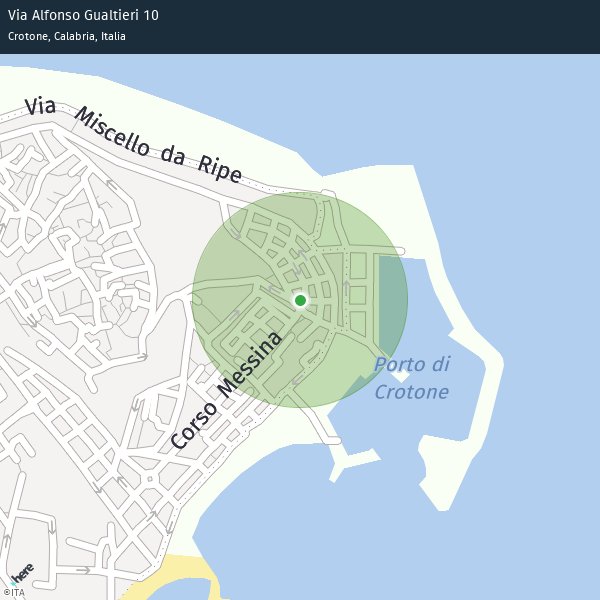 Via Alfonso Gualtieri 10
Crotone, Calabria, Italia
Via Miscello da Ripe
Corso Messina
Porto di
Crotone
here
©ITA